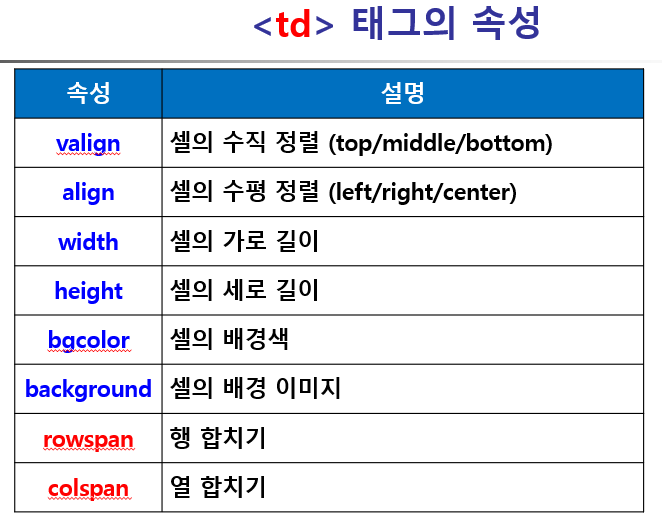 <td> 태그의 속성
속성 설명
valign 셀의 수직 정렬 (top/middle/bottom)
align 셀의 수평 정렬 (left/right/center)
width 셀의 가로 길이
height 셀의 세로 길이
bgcolor 셀의 배경색
background 셀의 배경 이미지
rowspan 행 합치기
colspan 열 합치기